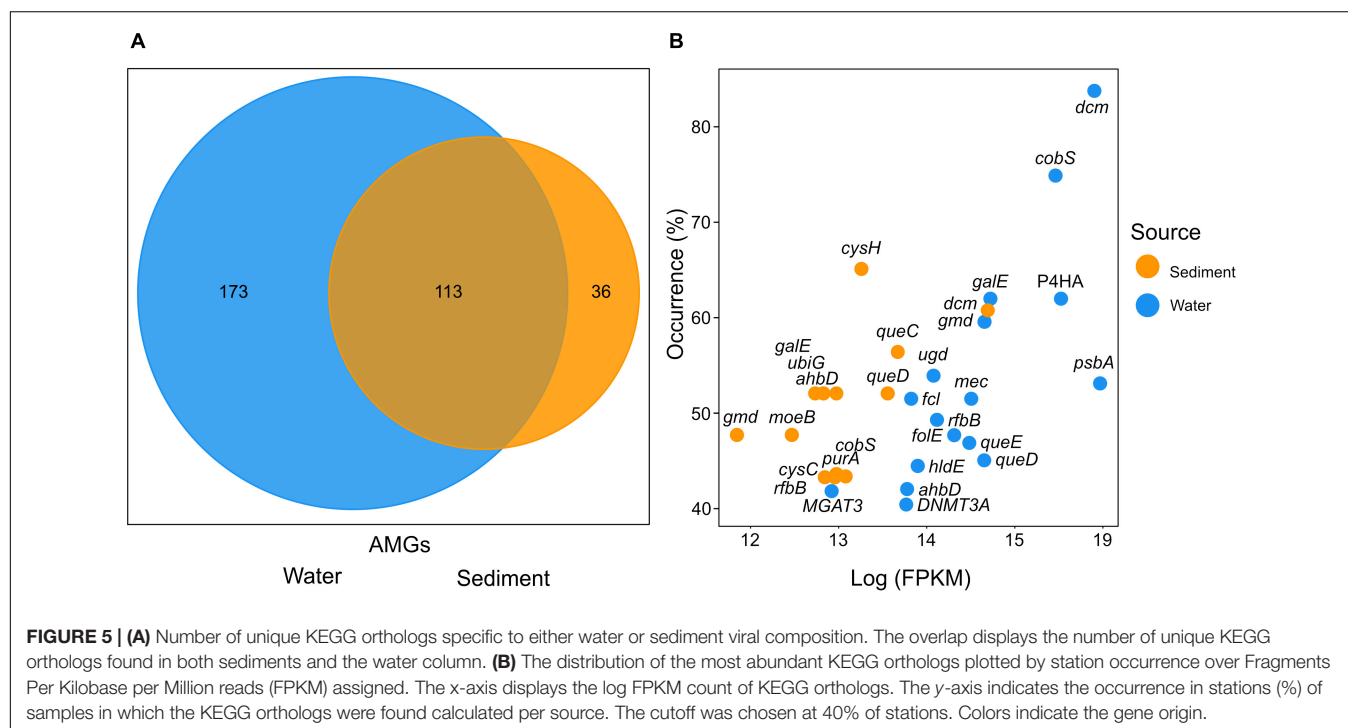 A
B
173
113
36
AMGs
Water
Sediment
Occurrence (%)
80
70
60
50
40
dcm
cobS
cysH
galE
P4HA
dcm
gmd
queC
ugd
psbA
galE
ubiG
ahbD
queD
mec
fcl
gmd
moeB
rfbB
folE
queE
cobS
purA
queD
cysC
hldE
rfbB
ahbD
MGAT3
DNMT3A
12
13
14
15
19
Log (FPKM)
Source
Sediment
Water
FIGURE 5 | (A) Number of unique KEGG orthologs specific to either water or sediment viral composition. The overlap displays the number of unique KEGG
orthologs found in both sediments and the water column. (B) The distribution of the most abundant KEGG orthologs plotted by station occurrence over Fragments
Per Kilobase per Million reads (FPKM) assigned. The x-axis displays the log FPKM count of KEGG orthologs. The y-axis indicates the occurrence in stations (%) of
samples in which the KEGG orthologs were found calculated per source. The cutoff was chosen at 40% of stations. Colors indicate the gene origin.